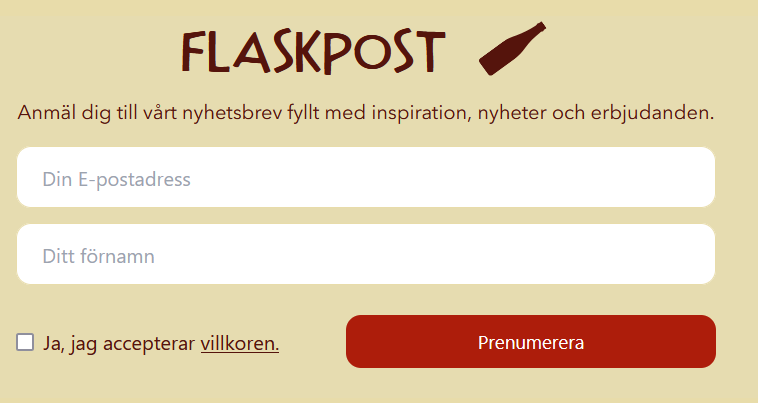 FLASKPOST
Anmäl dig till vårt nyhetsbrev fyllt med inspiration, nyheter och erbjudanden.
Din E-postadress
Ditt förnamn
Ja, jag accepterar villkoren.
Prenumerera